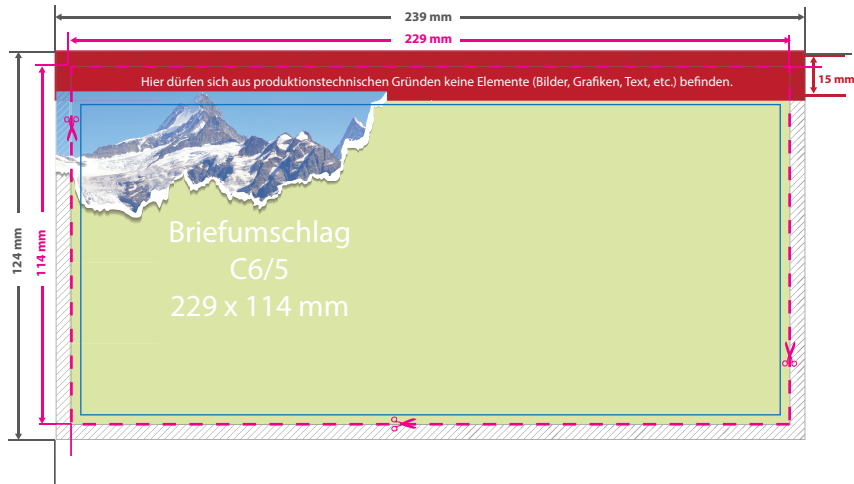 239 mm
229 mm
Hier dürfen sich aus produktionstechnischen Gründen keine Elemente (Bilder, Grafiken, Text, etc.) befinden.
15 mm
124 mm
114 mm
Briefumschlag
C6/5
229 x 114 mm